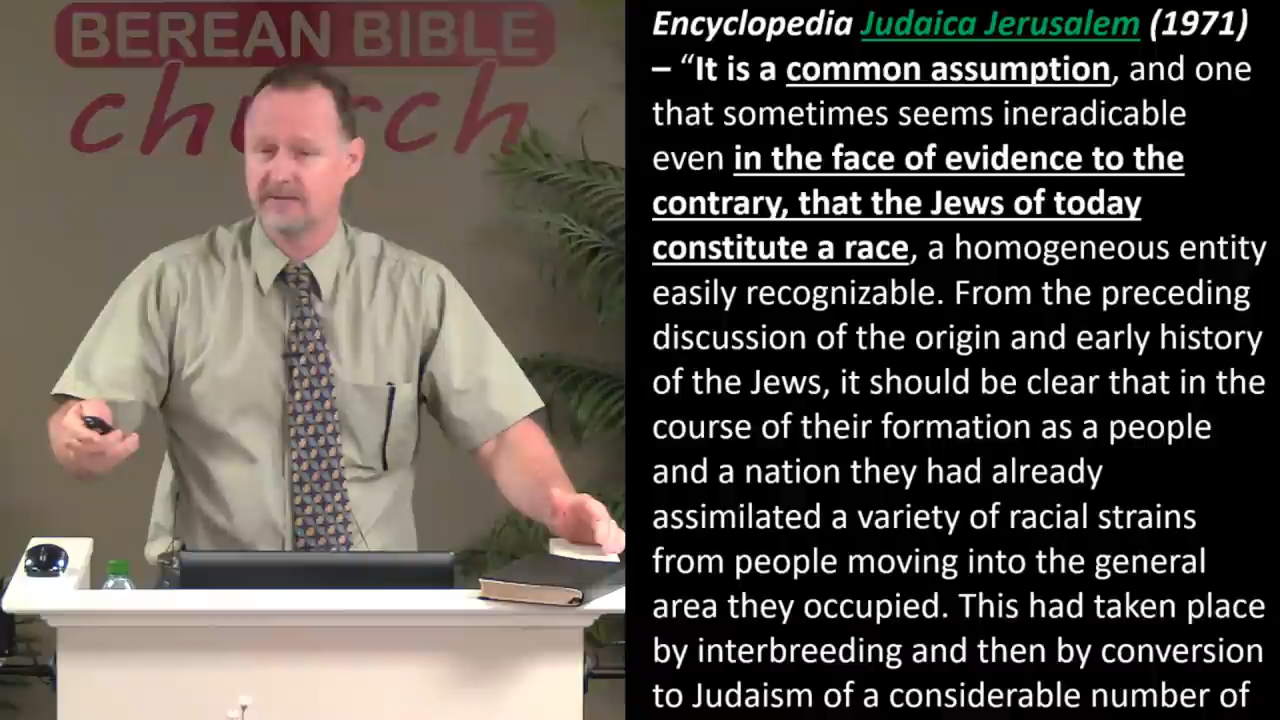 BEREAN BIBLE
church
Encyclopedia Judaica Jerusalem (1971)
– “It is a common assumption, and one
that sometimes seems ineradicable
even in the face of evidence to the
contrary, that the Jews of today
constitute a race, a homogeneous entity
easily recognizable. From the preceding
discussion of the origin and early history
of the Jews, it should be clear that in the
course of their formation as a people
and a nation they had already
assimilated a variety of racial strains
from people moving into the general
area they occupied. This had taken place
by interbreeding and then by conversion
to Judaism of a considerable number of